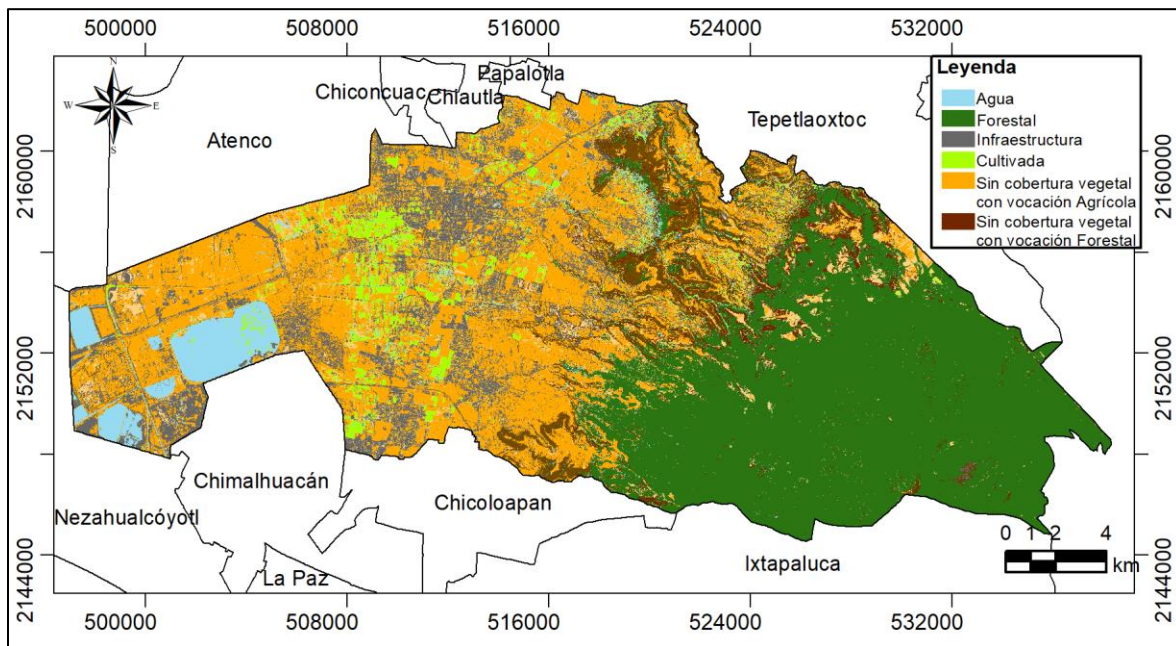 500000 508000 516000 524000 532000
N
W E
S
Papalotla
Chiconcuac
Chiautla
Atenco
Tepetlaoxtoc
Leyenda
Agua
Forestal
Infraestructura
Cultivada
Sin cobertura vegetal
con vocación Agrícola
Sin cobertura vegetal
con vocación Forestal
2160000
2160000
2152000
2152000
Chimalhuacán
Chicoloapan
Nezahualcóyotl
La Paz
Ixtapaluca
0 1 2 4
km
2144000
2144000
500000 508000 516000 524000 532000